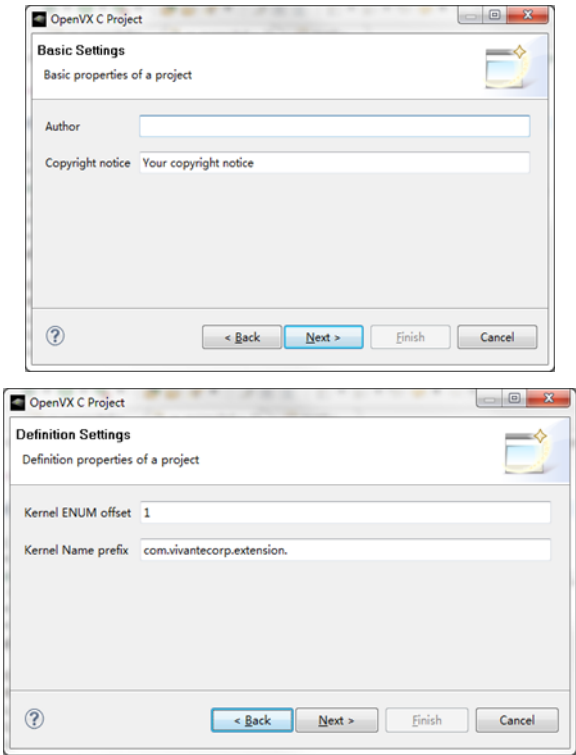 OpenVX C Project
Basic Settings
Basic properties of a project
Author
Copyright notice Your copyright notice
< Back Next > Finish Cancel
OpenVX C Project
Definition Settings
Definition properties of a project
Kernel ENUM offset 1
Kernel Name prefix com.vivantecorp.extension.
< Back Next > Finish Cancel